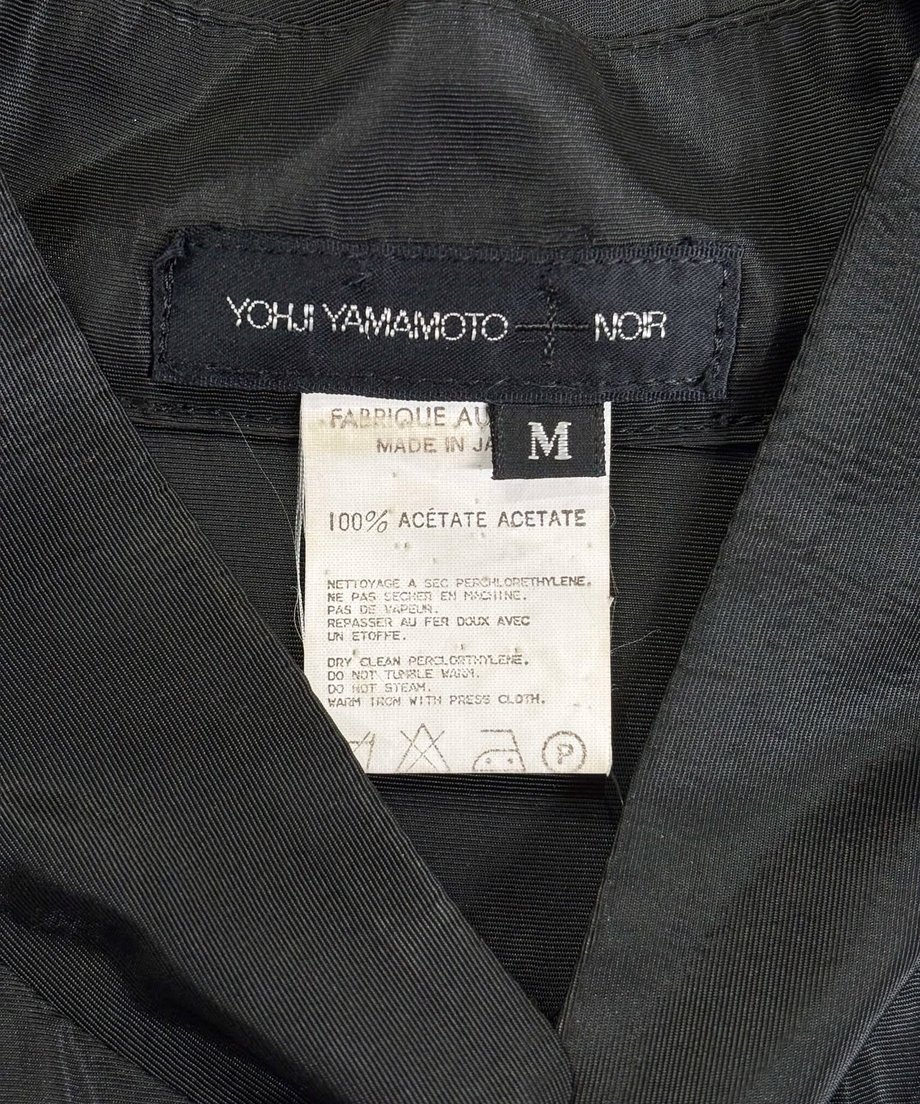 YOHJI YAMAMOTO + NOIR
FABRIQUE AU
MADE IN JA
M
100% ACÉTATE ACETATE
NETTOYAGE A SEC PERCHLORETHYLENE.
NE PAS SECHER EN MACHINE.
PAS DE VAPEUR.
REPASSER AU FER DOUX AVEC
UN ETOFFE.
DRY CLEAN PERCLORTHYLENE.
DO NOT TUMBLE WARM.
DO NOT STEAM.
WARM IRON WITH PRESS CLOTH.
P